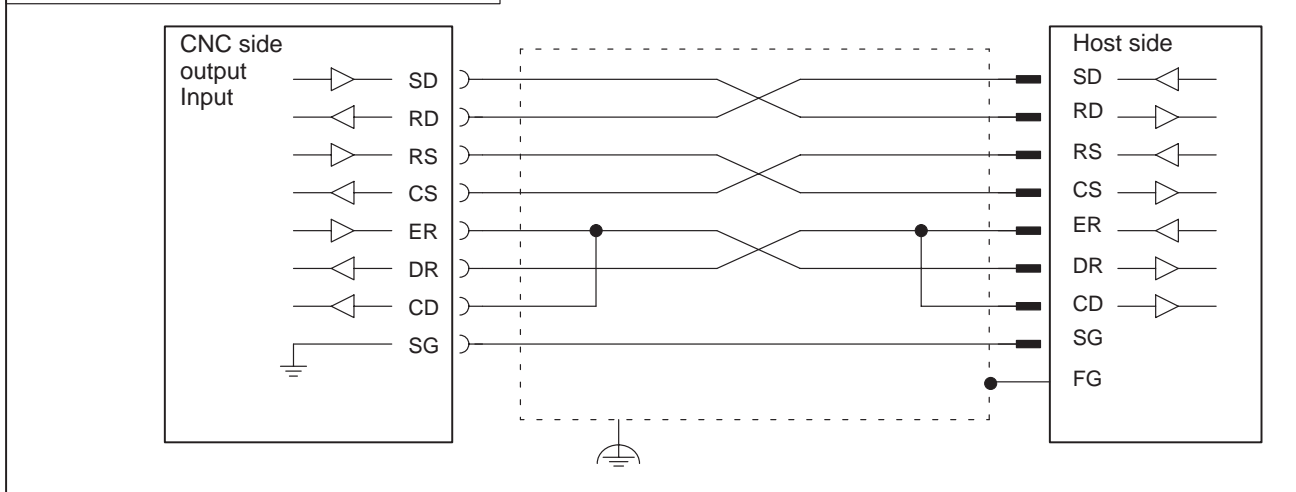 CNC side
output
Input
SD
RD
RS
CS
ER
DR
CD
SG
Host side
SD
RD
RS
CS
ER
DR
CD
SG
FG